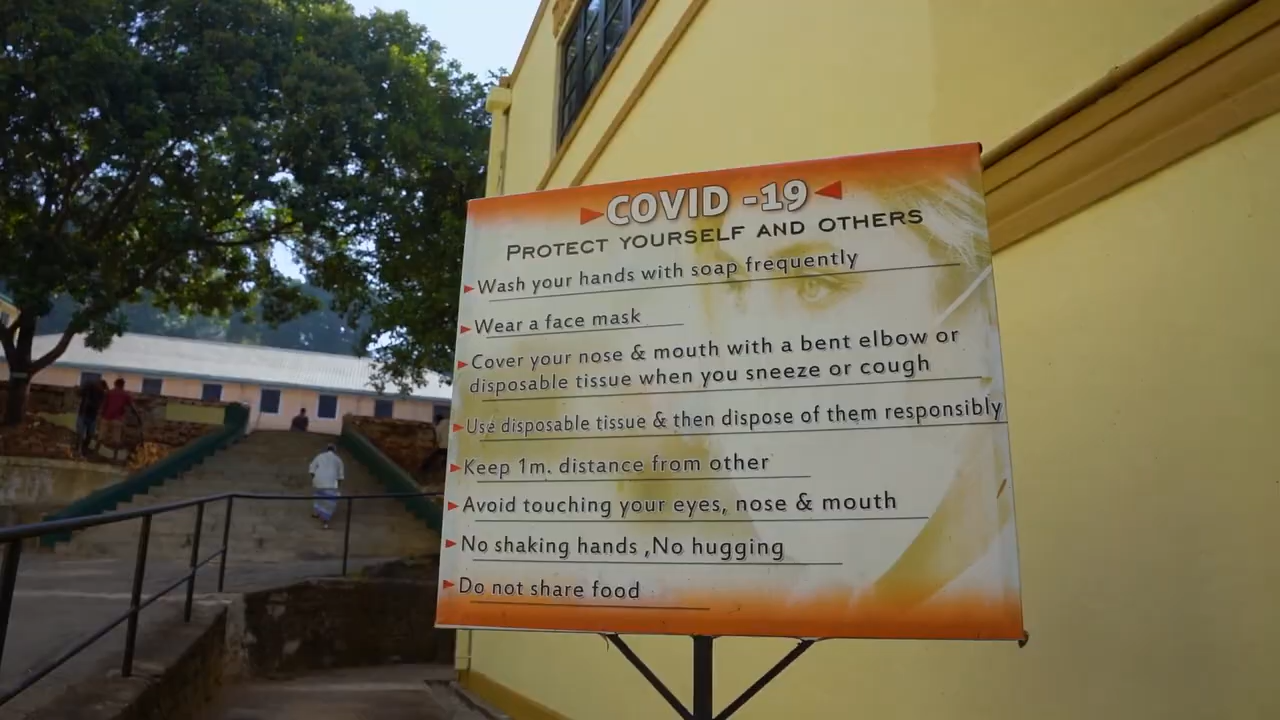 COVID -19
PROTECT YOURSELF AND OTHERS
Wash your hands with soap frequently
Wear a face mask
Cover your nose & mouth with a bent elbow or
disposable tissue when you sneeze or cough
Use disposable tissue & then dispose of them responsibly
Keep 1m. distance from other
Avoid touching your eyes, nose & mouth
No shaking hands ,No hugging
Do not share food